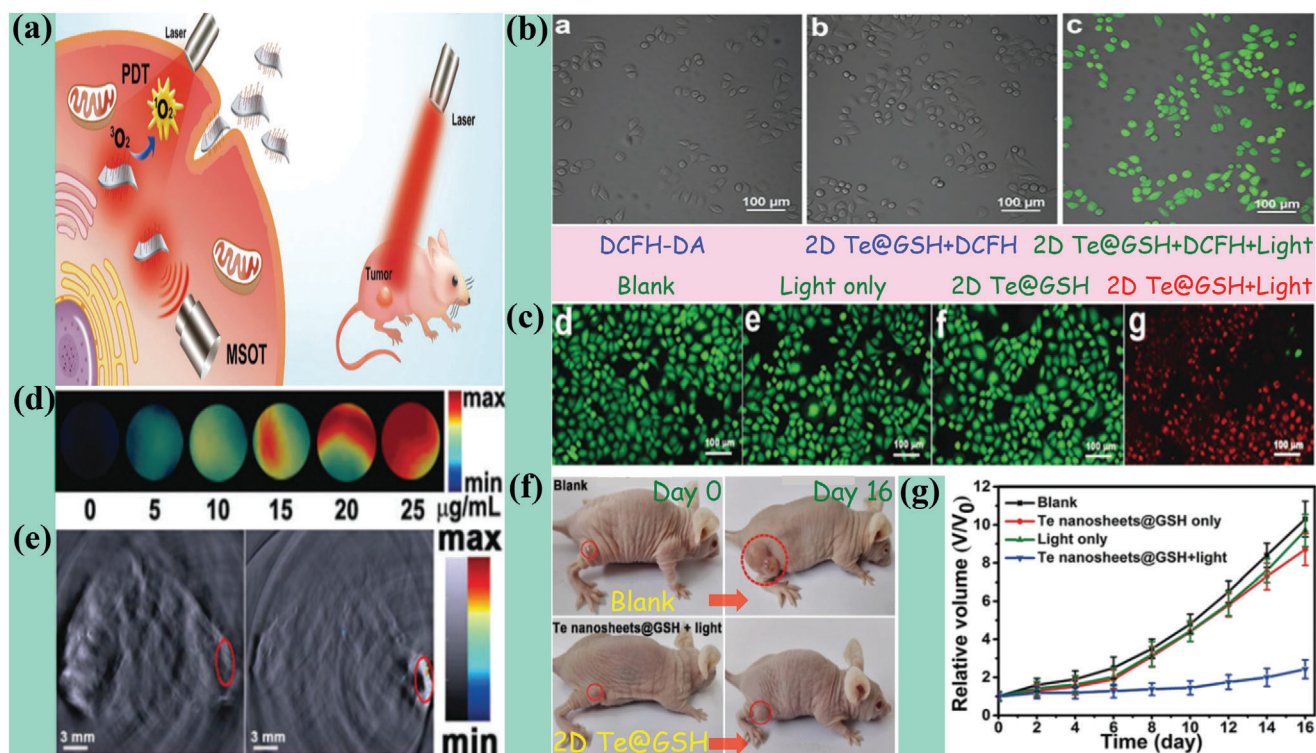 (a)
Laser
PDT
¹O₂
³O₂
MSOT
Laser
Tumor
(b)
a
b
c
100 μm
100 μm
100 μm
DCFH-DA
2D Te@GSH+DCFH
2D Te@GSH+DCFH+Light
Blank
Light only
2D Te@GSH
2D Te@GSH+Light
(c)
d
e
f
g
100 μm
100 μm
100 μm
100 μm
(d)
max
min
0 5 10 15 20 25 μg/mL
(e)
max
min
3 mm
3 mm
(f)
Blank
Day 0
Day 16
Blank
Te nanosheets@GSH + light
2D Te@GSH
(g)
Relative volume (V/V₀)
12
10
8
6
4
2
0
Blank
Te nanosheets@GSH only
Light only
Te nanosheets@GSH+light
0 2 4 6 8 10 12 14 16
Time (day)